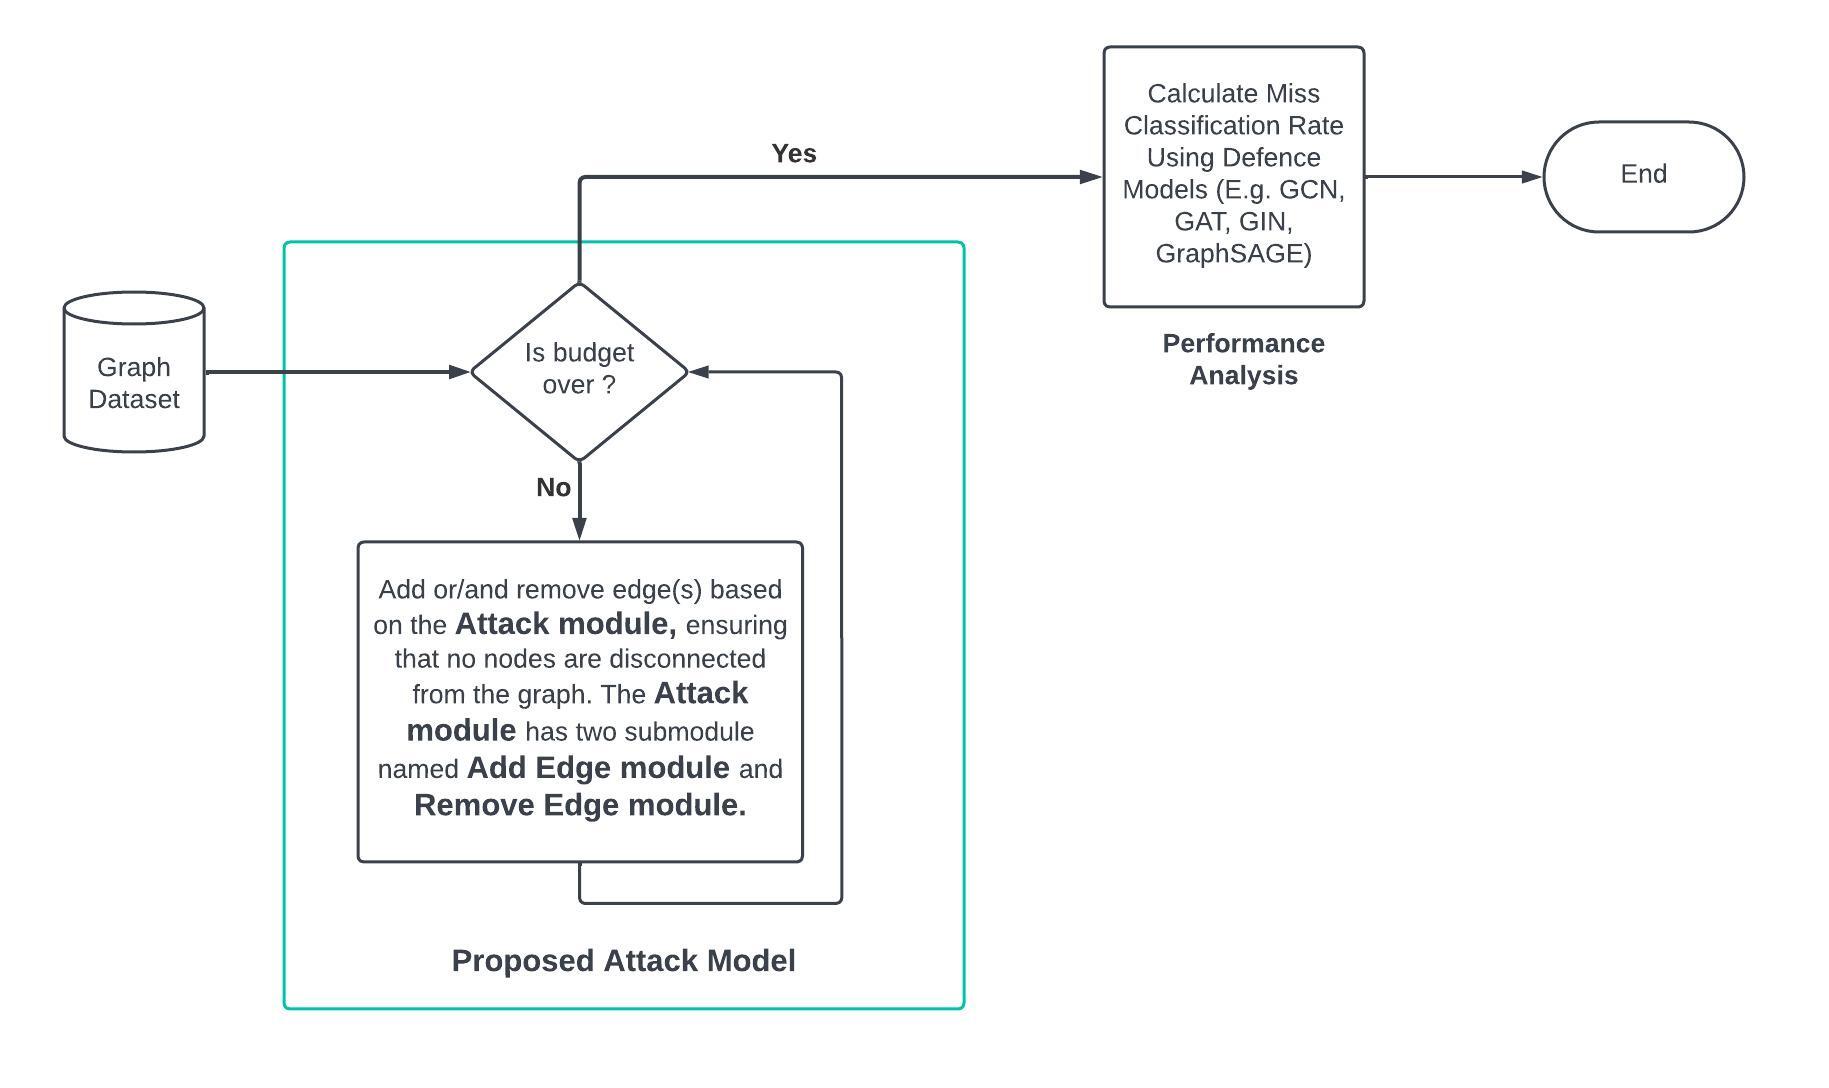 Graph
Dataset
Is budget
over ?
Yes
No
Add or/and remove edge(s) based
on the Attack module, ensuring
that no nodes are disconnected
from the graph. The Attack
module has two submodule
named Add Edge module and
Remove Edge module.
Proposed Attack Model
Calculate Miss
Classification Rate
Using Defence
Models (E.g. GCN,
GAT, GIN,
GraphSAGE)
Performance
Analysis
End